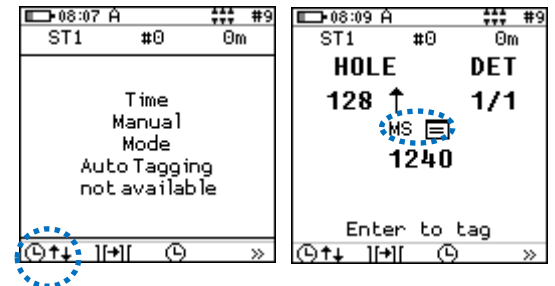 08:07 A #9
ST1 #0 0m
Time
Manual
Mode
Auto Tagging
not available
»
08:09 A #9
ST1 #0 0m
HOLE DET
128 ↑ 1/1
MS
1240
Enter to tag
»